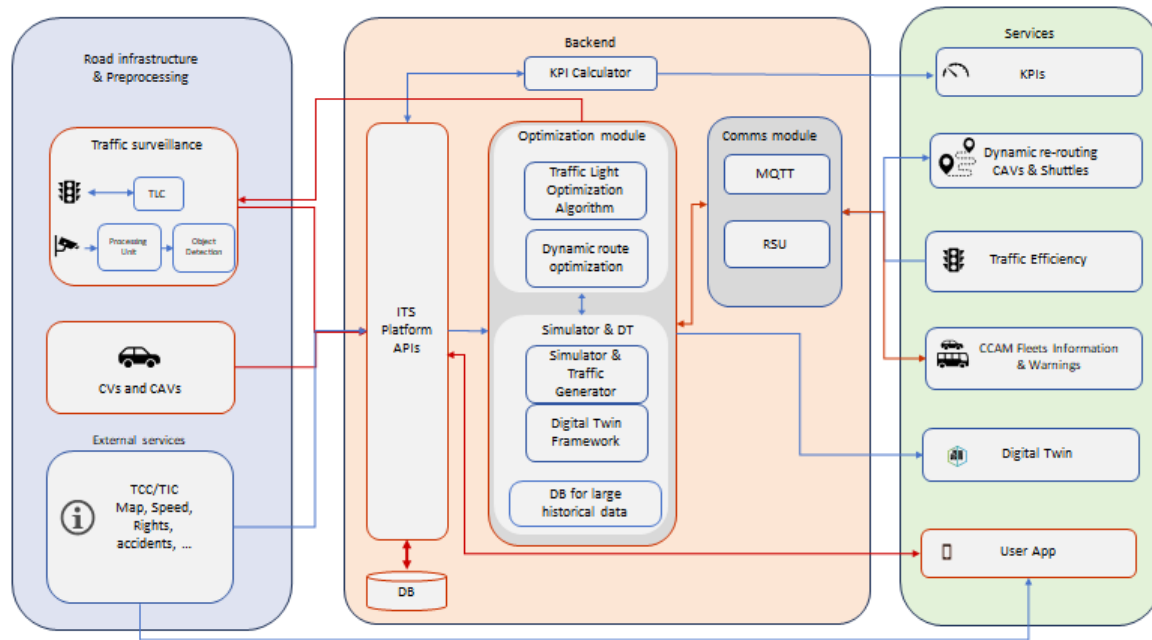 Road infrastructure
& Preprocessing
Traffic surveillance
TLC
Processing
Unit
Object
Detection
CVs and CAVs
External services
TCC/TIC
Map, Speed,
Rights,
accidents, ...
Backend
KPI Calculator
ITS
Platform
APIs
DB
Optimization module
Traffic Light
Optimization
Algorithm
Dynamic route
optimization
Simulator & DT
Simulator &
Traffic
Generator
Digital Twin
Framework
DB for large
historical data
Comms module
MQTT
RSU
Services
KPIs
Dynamic re-routing
CAVs & Shuttles
Traffic Efficiency
CCAM Fleets Information
& Warnings
Digital Twin
User App